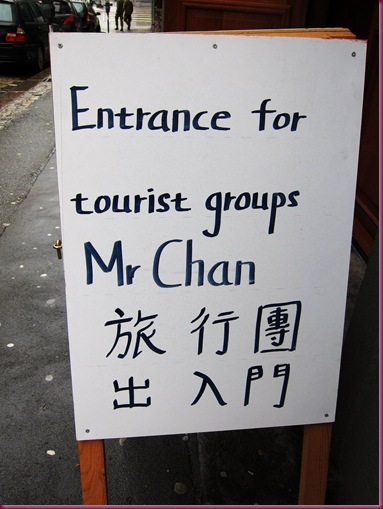 Entrance for
tourist groups
Mr Chan
旅行團
出入門